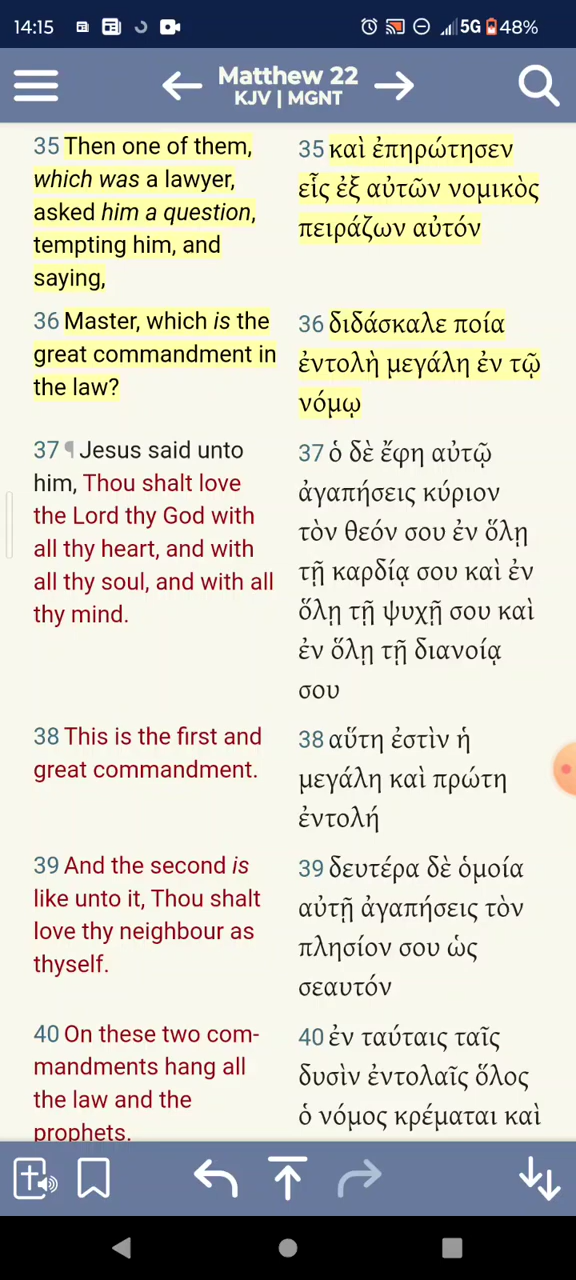 14:15
5G 48%
Matthew 22
KJV | MGNT
35 Then one of them,
which was a lawyer,
asked him a question,
tempting him, and
saying,
35 καὶ ἐπηρώτησεν
εἷς ἐξ αὐτῶν νομικὸς
πειράζων αὐτόν
36 Master, which is the
great commandment in
the law?
36 διδάσκαλε ποία
ἐντολὴ μεγάλη ἐν τῷ
νόμῳ
37 ¶ Jesus said unto
him, Thou shalt love
the Lord thy God with
all thy heart, and with
all thy soul, and with all
thy mind.
37 ὁ δὲ ἔφη αὐτῷ
ἀγαπήσεις κύριον
τὸν θεόν σου ἐν ὅλῃ
τῇ καρδίᾳ σου καὶ ἐν
ὅλῃ τῇ ψυχῇ σου καὶ
ἐν ὅλῃ τῇ διανοίᾳ
σου
38 This is the first and
great commandment.
38 αὕτη ἐστὶν ἡ
μεγάλη καὶ πρώτη
ἐντολή
39 And the second is
like unto it, Thou shalt
love thy neighbour as
thyself.
39 δευτέρα δὲ ὁμοία
αὐτῇ ἀγαπήσεις τὸν
πλησίον σου ὡς
σεαυτόν
40 On these two com-
mandments hang all
the law and the
prophets.
40 ἐν ταύταις ταῖς
δυσὶν ἐντολαῖς ὅλος
ὁ νόμος κρέμαται καὶ